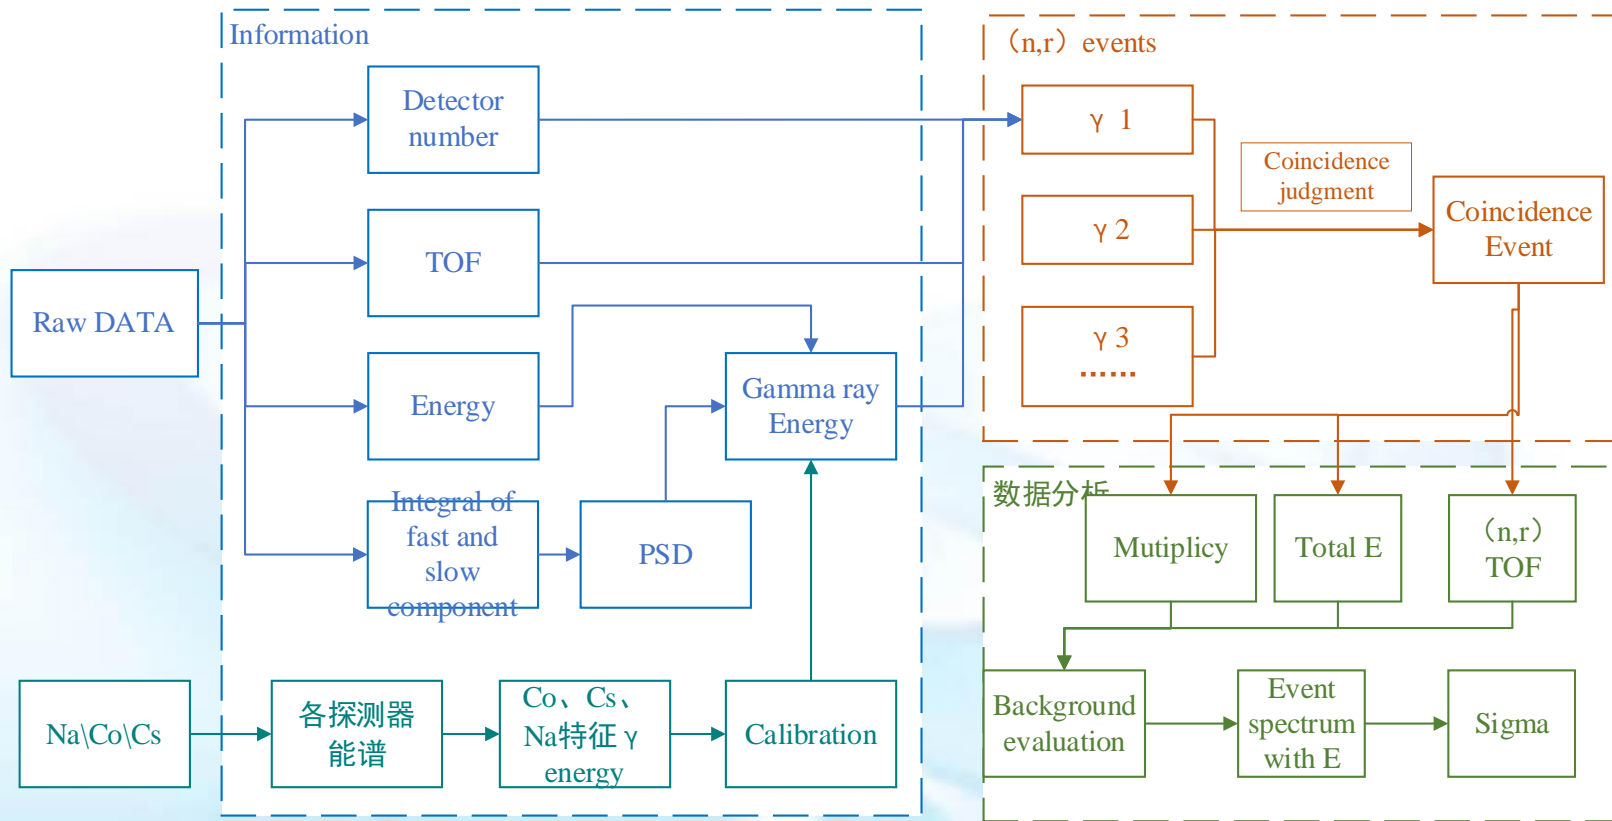 Information
Detector
number
TOF
Raw DATA
Energy
Gamma ray
Energy
Integral of
fast and
slow
component
PSD
Na\Co\Cs
各探测器
能谱
Co、Cs、
Na特征 γ
energy
Calibration
（n,r）events
γ 1
γ 2
γ 3
......
Coincidence
judgment
Coincidence
Event
数据分析
Mutiplicy
Total E
（n,r）
TOF
Background
evaluation
Event
spectrum
with E
Sigma